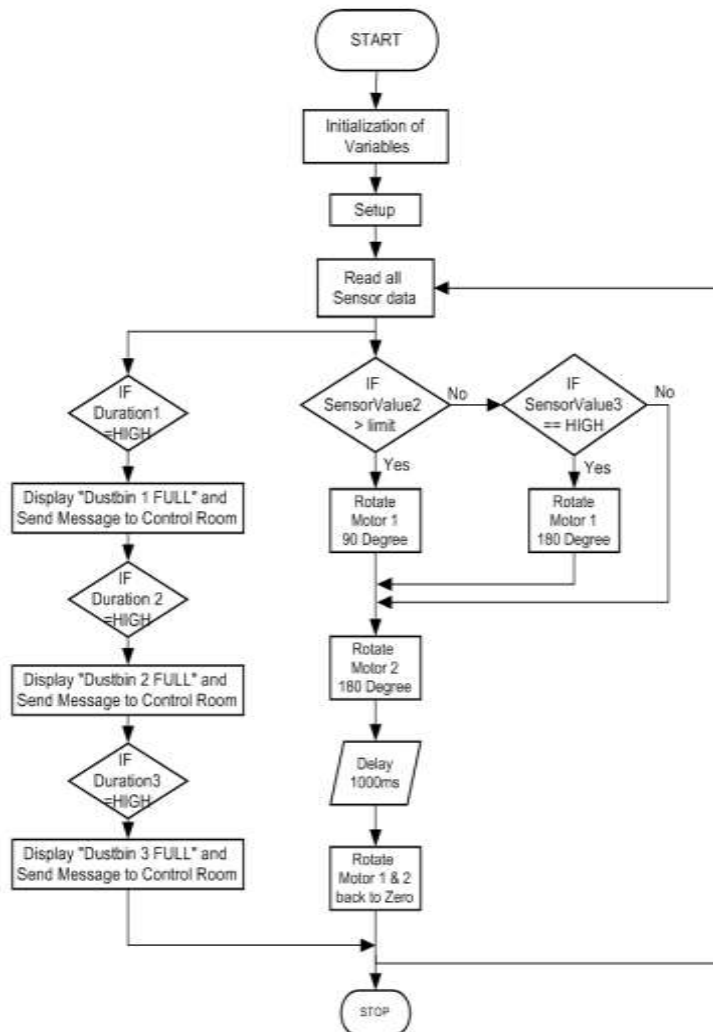 START
Initialization of
Variables
Setup
Read all
Sensor data
IF
Duration1
=HIGH
Display "Dustbin 1 FULL" and
Send Message to Control Room
IF
Duration 2
=HIGH
Display "Dustbin 2 FULL" and
Send Message to Control Room
IF
Duration3
=HIGH
Display "Dustbin 3 FULL" and
Send Message to Control Room
IF
SensorValue2
> limit
No
Yes
IF
SensorValue3
== HIGH
No
Yes
Rotate
Motor 1
90 Degree
Rotate
Motor 1
180 Degree
Rotate
Motor 2
180 Degree
Delay
1000ms
Rotate
Motor 1 & 2
back to Zero
STOP